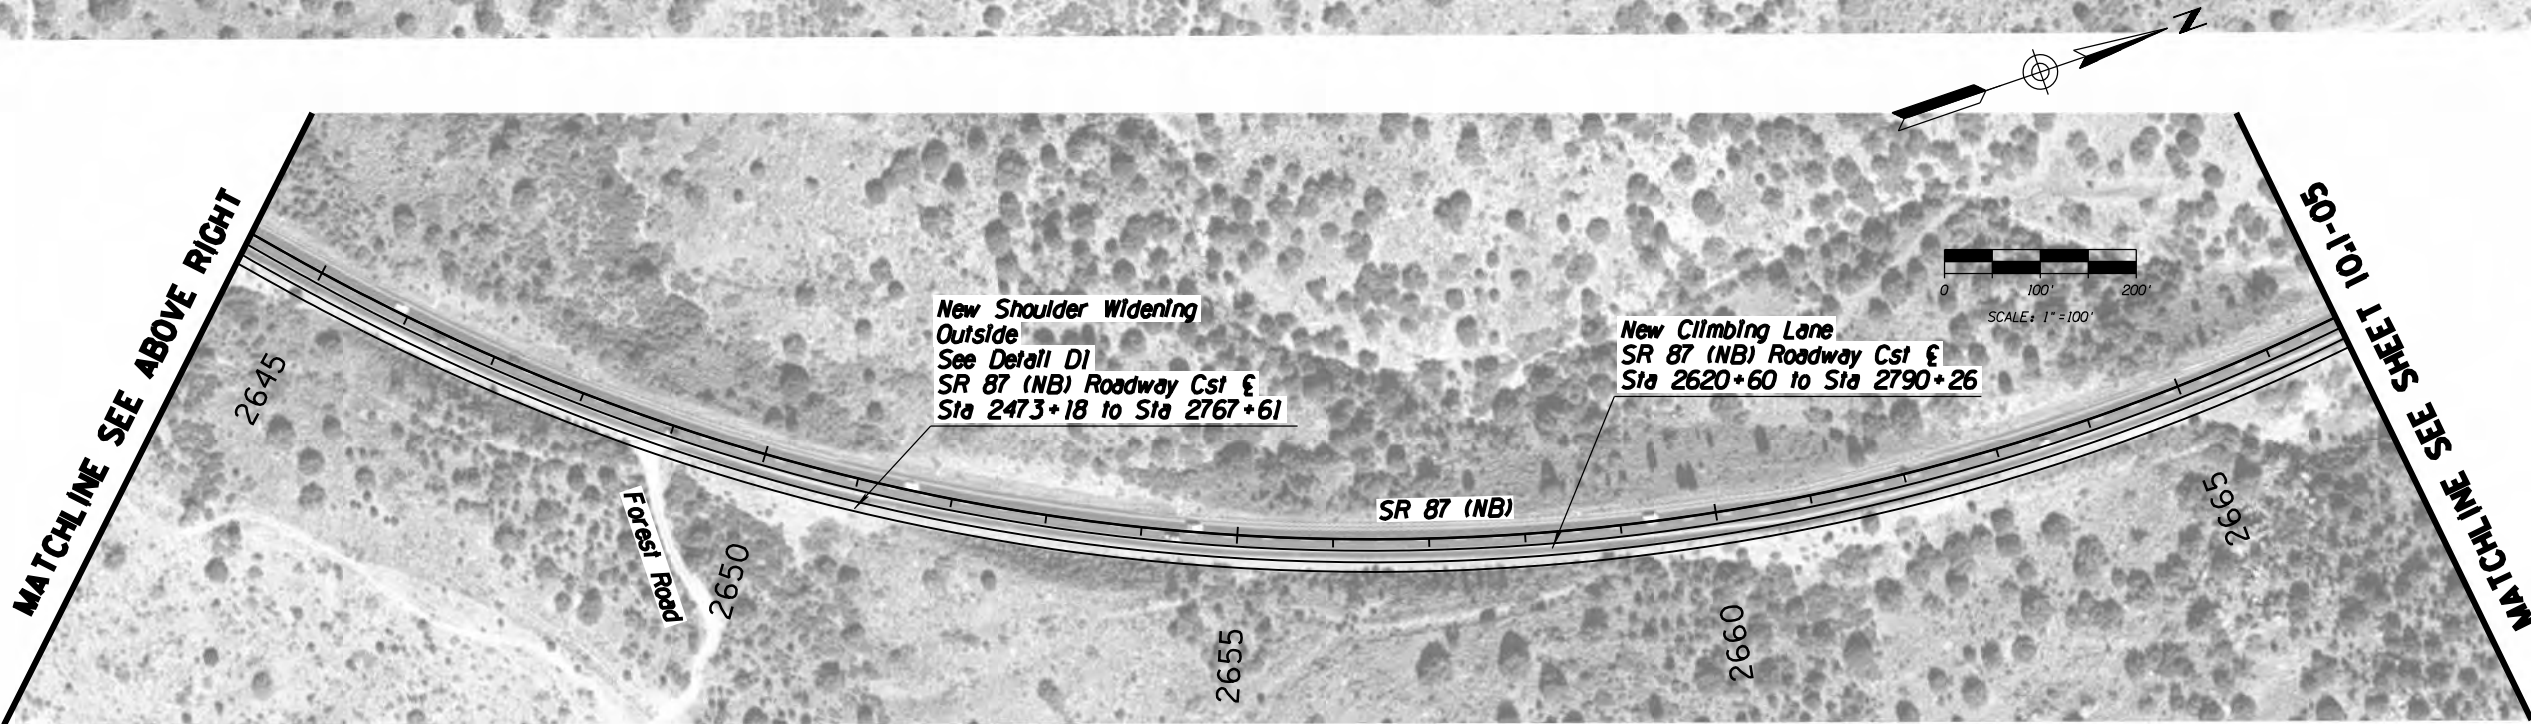 N
MATCHLINE SEE ABOVE RIGHT
MATCHLINE SEE SHEET 10.1-05
0 100' 200'
SCALE: 1"=100'
New Shoulder Widening
Outside
See Detail D1
SR 87 (NB) Roadway Cst ℄
Sta 2473+18 to Sta 2767+61
New Climbing Lane
SR 87 (NB) Roadway Cst ℄
Sta 2620+60 to Sta 2790+26
SR 87 (NB)
Forest Road
2645
2650
2655
2660
2665